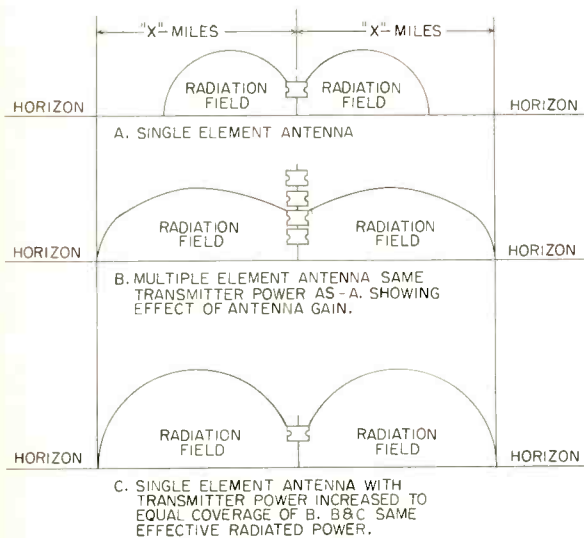 "X"- MILES "X"- MILES
RADIATION FIELD RADIATION FIELD
HORIZON HORIZON
A. SINGLE ELEMENT ANTENNA
RADIATION FIELD RADIATION FIELD
HORIZON HORIZON
B. MULTIPLE ELEMENT ANTENNA SAME
TRANSMITTER POWER AS - A. SHOWING
EFFECT OF ANTENNA GAIN.
RADIATION FIELD RADIATION FIELD
HORIZON HORIZON
C. SINGLE ELEMENT ANTENNA WITH
TRANSMITTER POWER INCREASED TO
EQUAL COVERAGE OF B. B&C SAME
EFFECTIVE RADIATED POWER.